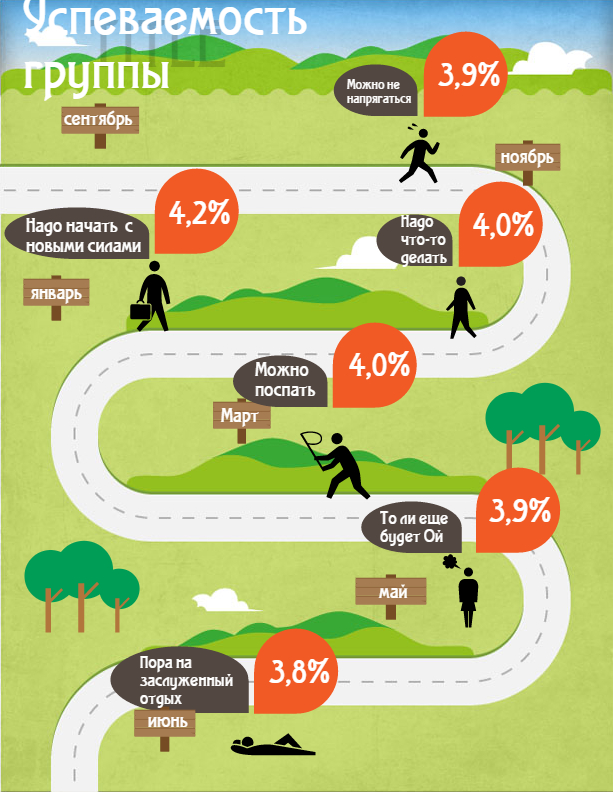 Успеваемость
группы
3,9%
Можно не
напрягаться
сентябрь
ноябрь
4,2%
Надо начать с
новыми силами
4,0%
Надо
что-то
делать
январь
4,0%
Можно
поспать
Март
3,9%
То ли еще
будет Ой
май
Пора на
заслуженный
отдых
3,8%
июнь